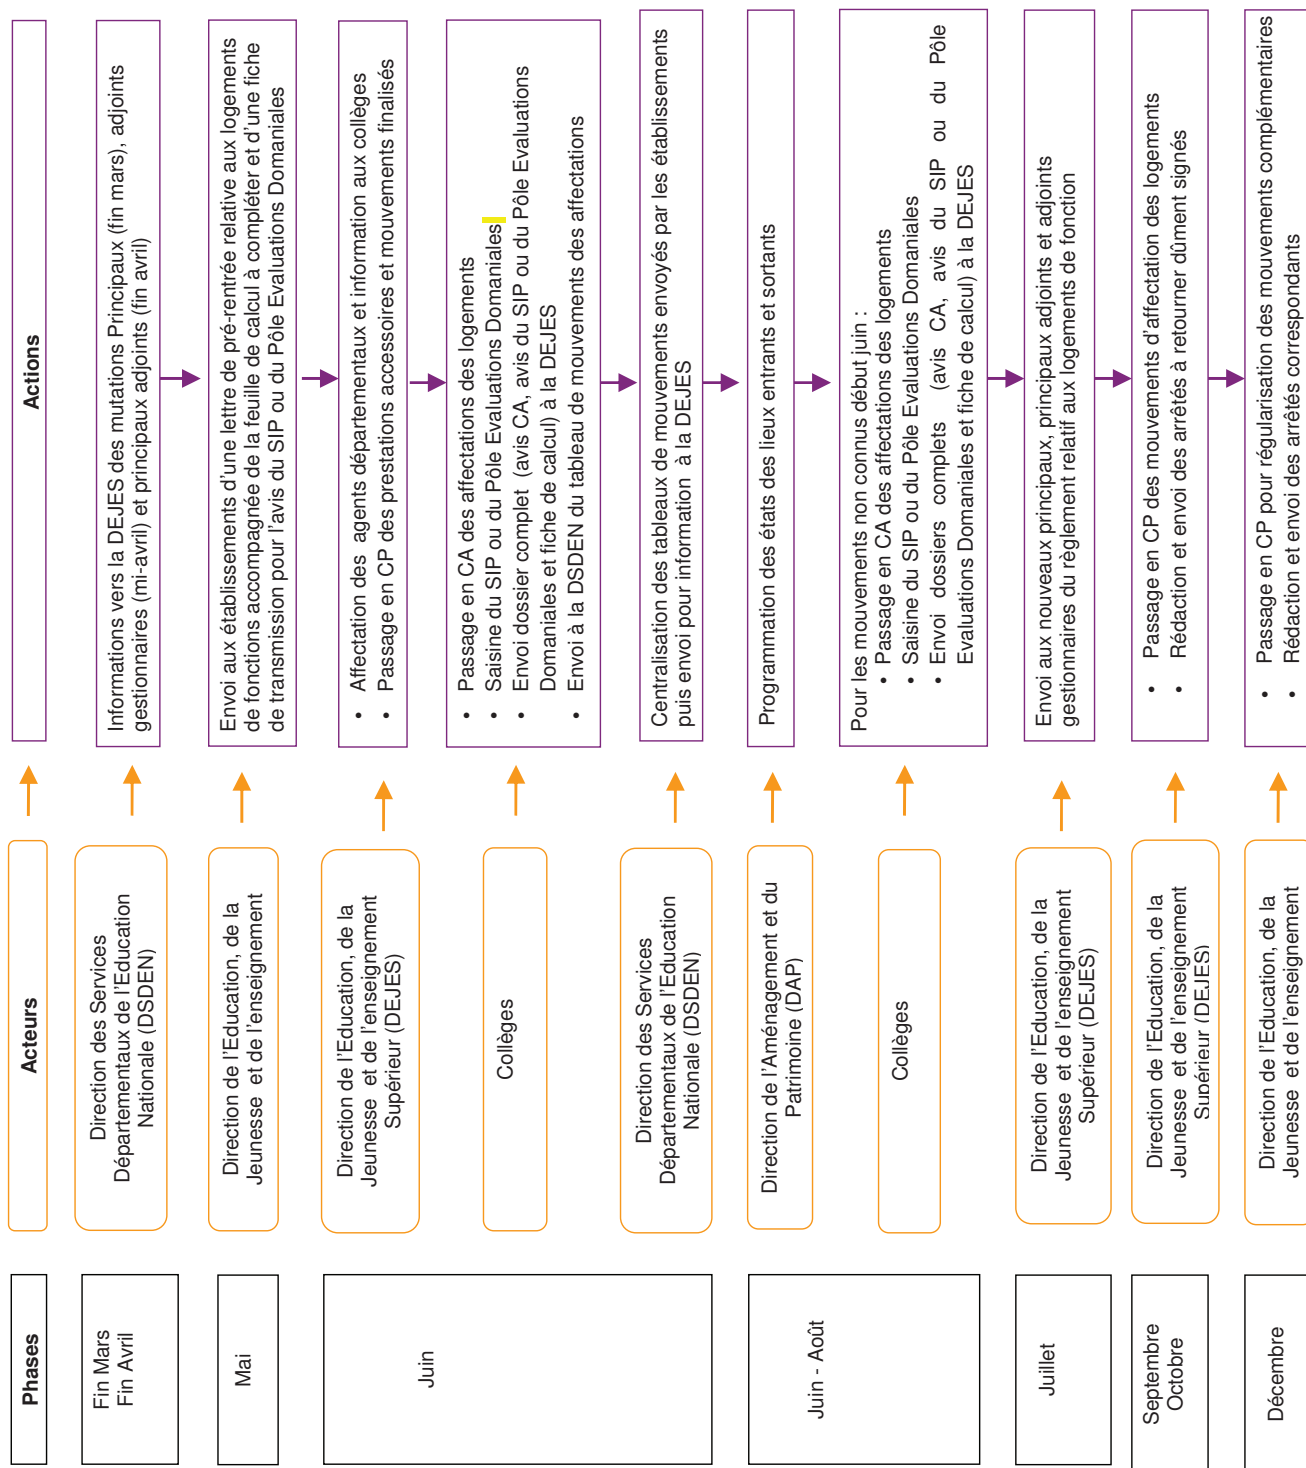 Phases
Acteurs
Actions
Fin Mars
Fin Avril
Direction des Services
Départementaux de l'Education
Nationale (DSDEN)
Informations vers la DEJES des mutations Principaux (fin mars), adjoints
gestionnaires (mi-avril) et principaux adjoints (fin avril)
Mai
Direction de l'Education, de la
Jeunesse et de l'enseignement
Envoi aux établissements d'une lettre de pré-rentrée relative aux logements
de fonctions accompagnée de la feuille de calcul à compléter et d'une fiche
de transmission pour l'avis du SIP ou du Pôle Evaluations Domaniales
Juin
Direction de l'Education, de la
Jeunesse et de l'enseignement
Supérieur (DEJES)
• Affectation des agents départementaux et information aux collèges
• Passage en CP des prestations accessoires et mouvements finalisés
Collèges
• Passage en CA des affectations des logements
• Saisine du SIP ou du Pôle Evaluations Domaniales
• Envoi dossier complet (avis CA, avis du SIP ou du Pôle Evaluations
Domaniales et fiche de calcul) à la DEJES
• Envoi à la DSDEN du tableau de mouvements des affectations
Direction des Services
Départementaux de l'Education
Nationale (DSDEN)
Centralisation des tableaux de mouvements envoyés par les établissements
puis envoi pour information à la DEJES
Juin - Août
Direction de l'Aménagement et du
Patrimoine (DAP)
Programmation des états des lieux entrants et sortants
Collèges
Pour les mouvements non connus début juin :
• Passage en CA des affectations des logements
• Saisine du SIP ou du Pôle Evaluations Domaniales
• Envoi dossiers complets (avis CA, avis du SIP ou du Pôle
Evaluations Domaniales et fiche de calcul) à la DEJES
Juillet
Direction de l'Education, de la
Jeunesse et de l'enseignement
Supérieur (DEJES)
Envoi aux nouveaux principaux, principaux adjoints et adjoints
gestionnaires du règlement relatif aux logements de fonction
Septembre
Octobre
Direction de l'Education, de la
Jeunesse et de l'enseignement
Supérieur (DEJES)
• Passage en CP des mouvements d'affectation des logements
• Rédaction et envoi des arrêtés à retourner dûment signés
Décembre
Direction de l'Education, de la
Jeunesse et de l'enseignement
• Passage en CP pour régularisation des mouvements complémentaires
• Rédaction et envoi des arrêtés correspondants